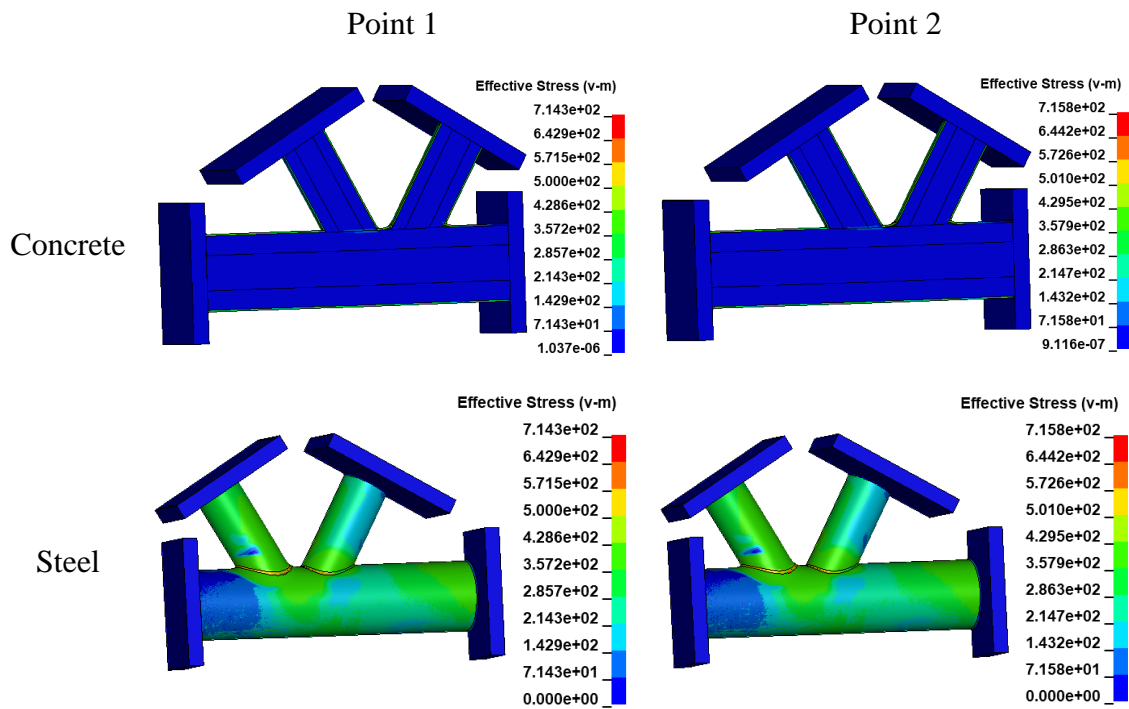 Point 1
Point 2
Concrete
Effective Stress (v-m)
7.143e+02
6.429e+02
5.715e+02
5.000e+02
4.286e+02
3.572e+02
2.857e+02
2.143e+02
1.429e+02
7.143e+01
1.037e-06
Effective Stress (v-m)
7.158e+02
6.442e+02
5.726e+02
5.010e+02
4.295e+02
3.579e+02
2.863e+02
2.147e+02
1.432e+02
7.158e+01
9.116e-07
Steel
Effective Stress (v-m)
7.143e+02
6.429e+02
5.715e+02
5.000e+02
4.286e+02
3.572e+02
2.857e+02
2.143e+02
1.429e+02
7.143e+01
0.000e+00
Effective Stress (v-m)
7.158e+02
6.442e+02
5.726e+02
5.010e+02
4.295e+02
3.579e+02
2.863e+02
2.147e+02
1.432e+02
7.158e+01
0.000e+00